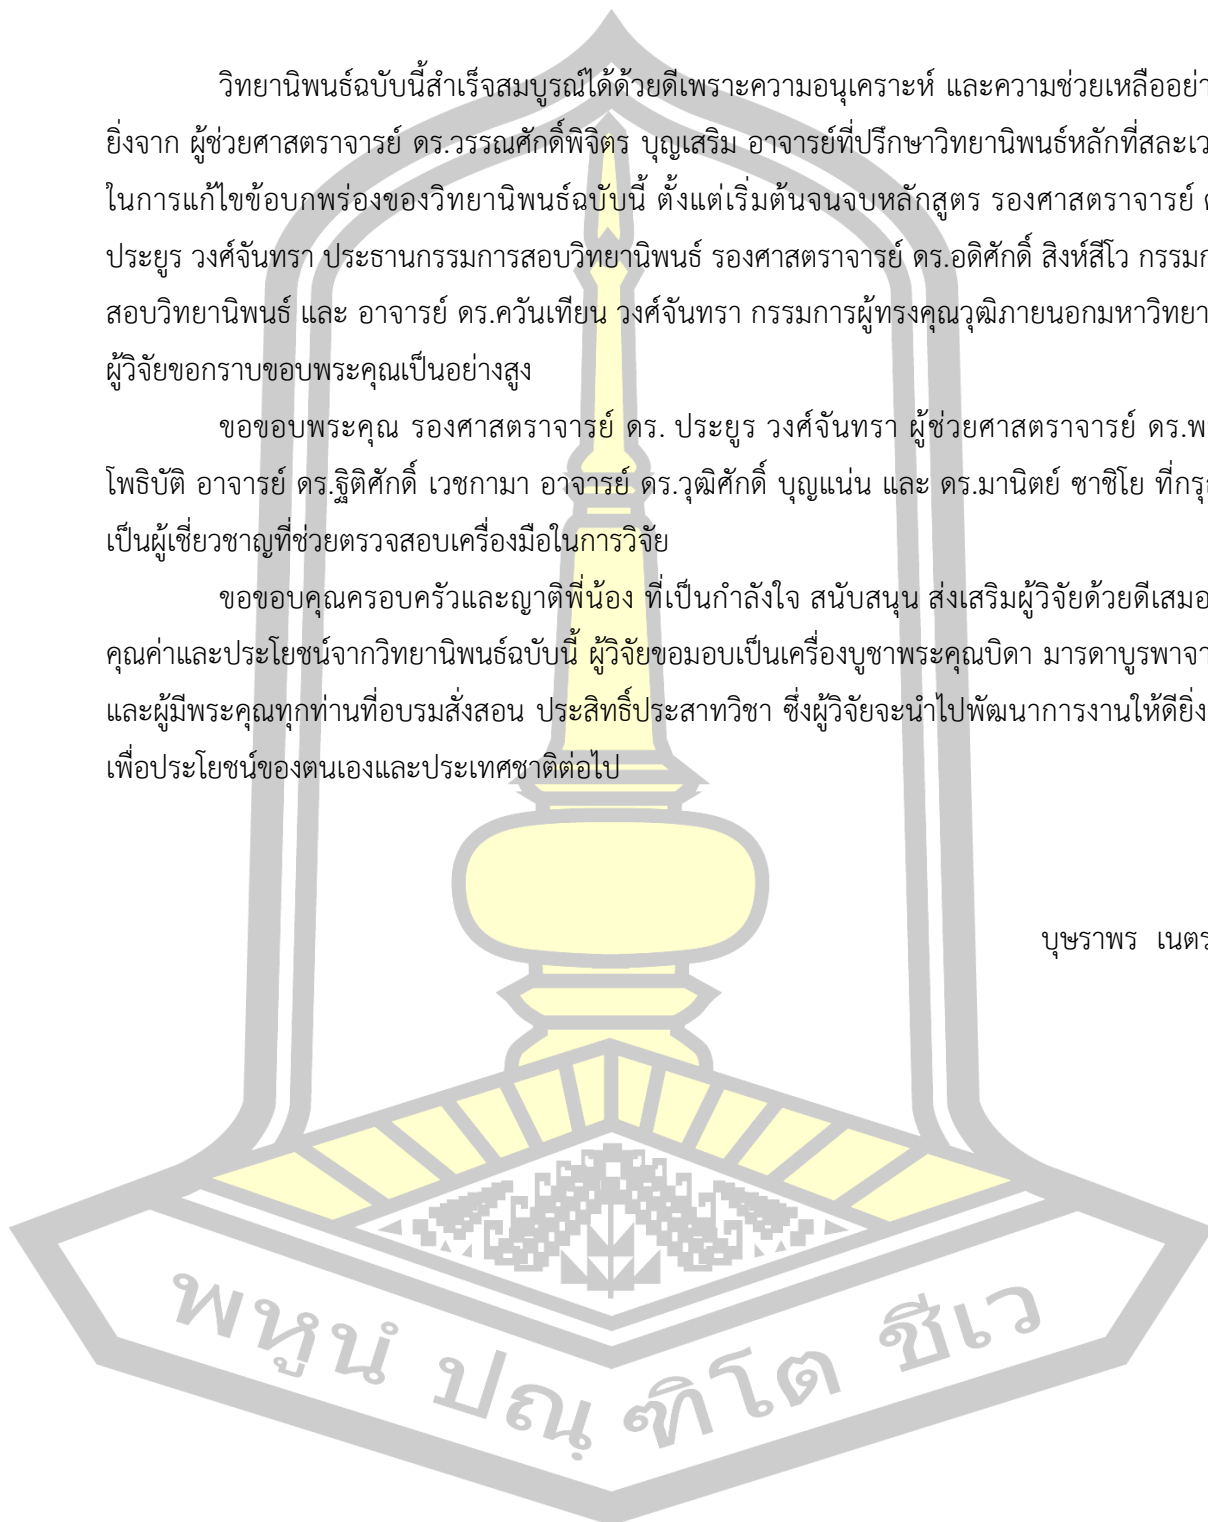 วิทยานิพนธ์ฉบับนี้สำเร็จสมบูรณ์ได้ด้วยดีเพราะความอนุเคราะห์ และความช่วยเหลืออย่า
ยิ่งจาก ผู้ช่วยศาสตราจารย์ ดร.วรรณศักดิ์พิจิตร บุญเสริม อาจารย์ที่ปรึกษาวิทยานิพนธ์หลักที่สละเว
ในการแก้ไขข้อบกพร่องของวิทยานิพนธ์ฉบับนี้ ตั้งแต่เริ่มต้นจนจบหลักสูตร รองศาสตราจารย์
ประยูร วงศ์จันทรา ประธานกรรมการสอบวิทยานิพนธ์ รองศาสตราจารย์ ดร.อดิศักดิ์ สิงห์สีโว กรรมก
สอบวิทยานิพนธ์ และ อาจารย์ ดร.ควันเทียน วงศ์จันทรา กรรมการผู้ทรงคุณวุฒิภายนอกมหาวิทยา
ผู้วิจัยขอกราบขอบพระคุณเป็นอย่างสูง
ขอขอบพระคุณ รองศาสตราจารย์ ดร. ประยูร วงศ์จันทรา ผู้ช่วยศาสตราจารย์ ดร.พ
โพธิบัติ อาจารย์ ดร.ฐิติศักดิ์ เวชกามา อาจารย์ ดร.วุฒิศักดิ์ บุญแน่น และ ดร.มานิตย์ ซาชิโย ที่กรุ
เป็นผู้เชี่ยวชาญที่ช่วยตรวจสอบเครื่องมือในการวิจัย
ขอขอบคุณครอบครัวและญาติพี่น้อง ที่เป็นกำลังใจ สนับสนุน ส่งเสริมผู้วิจัยด้วยดีเสมอ
คุณค่าและประโยชน์จากวิทยานิพนธ์ฉบับนี้ ผู้วิจัยขอมอบเป็นเครื่องบูชาพระคุณบิดา มารดาบูรพาจา
และผู้มีพระคุณทุกท่านที่อบรมสั่งสอน ประสิทธิ์ประสาทวิชา ซึ่งผู้วิจัยจะนำไปพัฒนาการงานให้ดียิ่ง
เพื่อประโยชน์ของตนเองและประเทศชาติต่อไป
บุษราพร เนตร
พหูนํ ปณฺฑิโต ชีเว